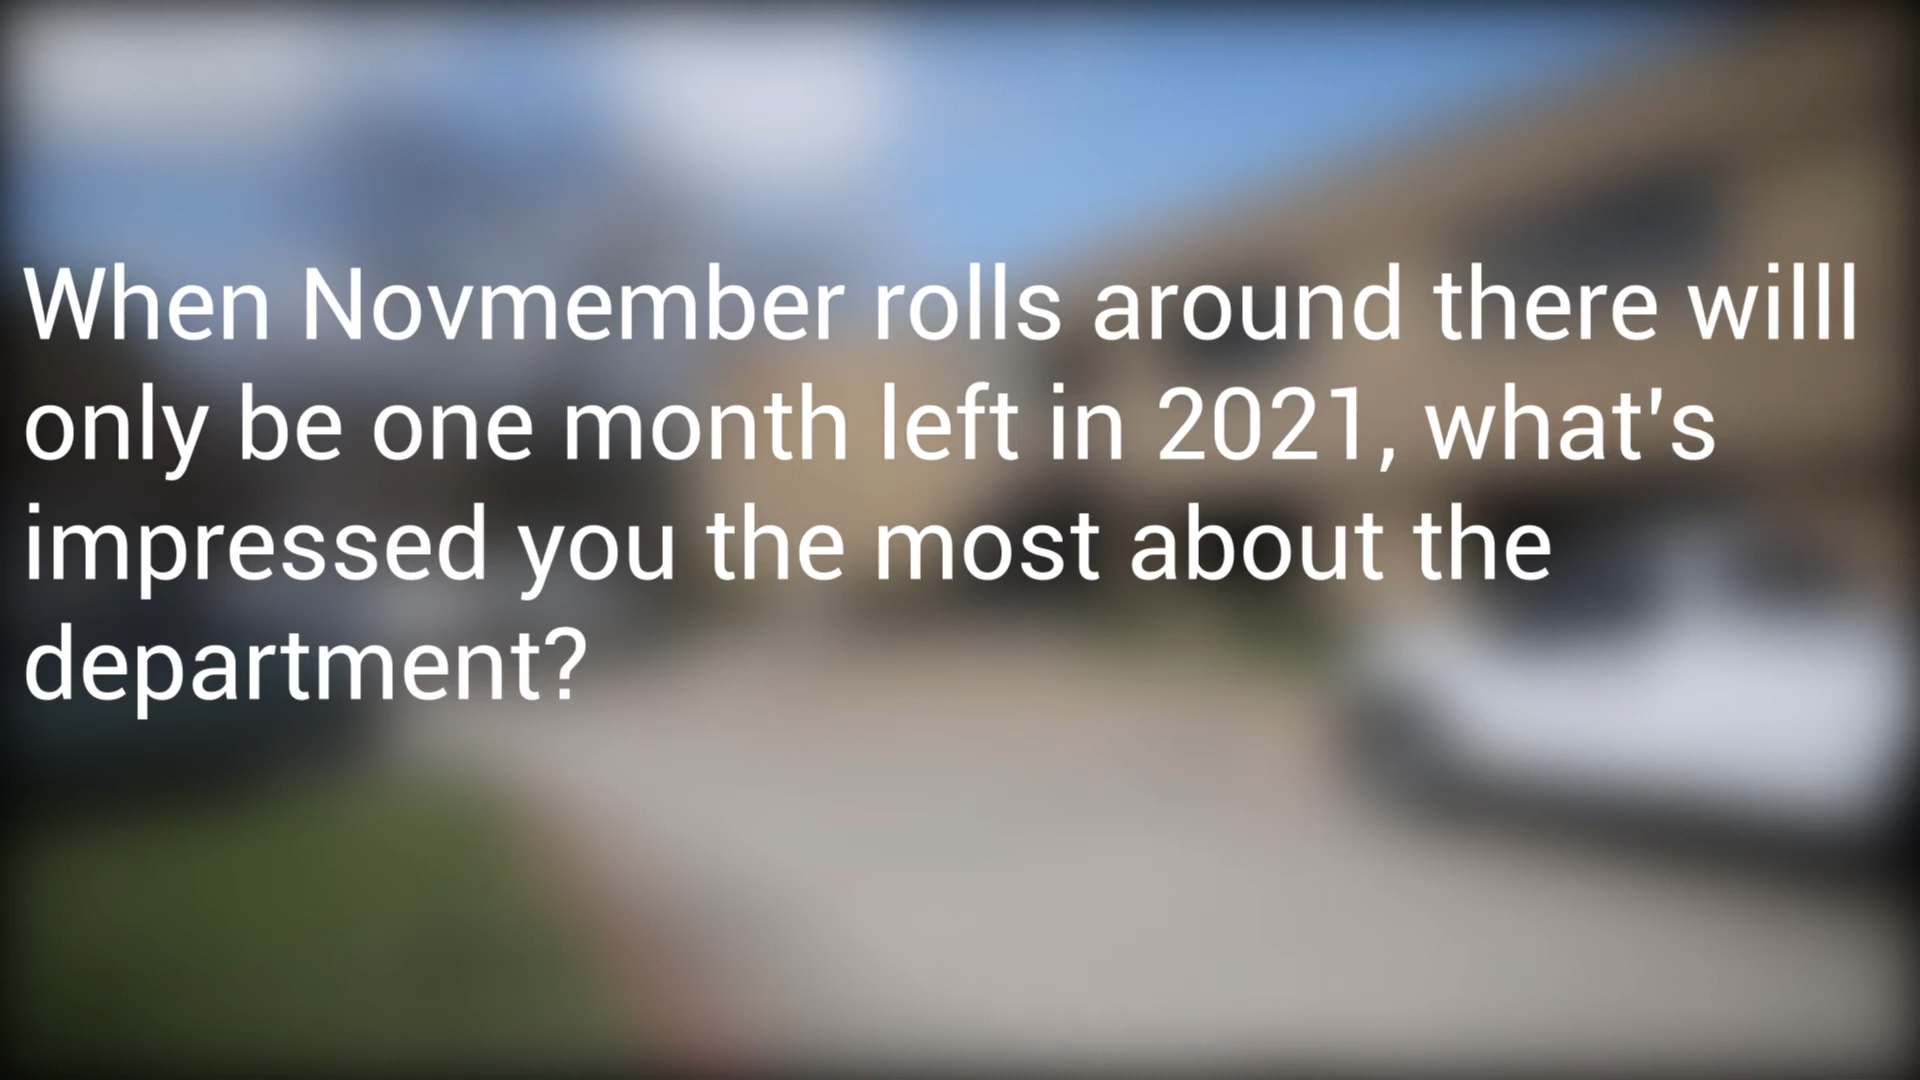 When Novmember rolls around there willl
only be one month left in 2021, what's
impressed you the most about the
department?